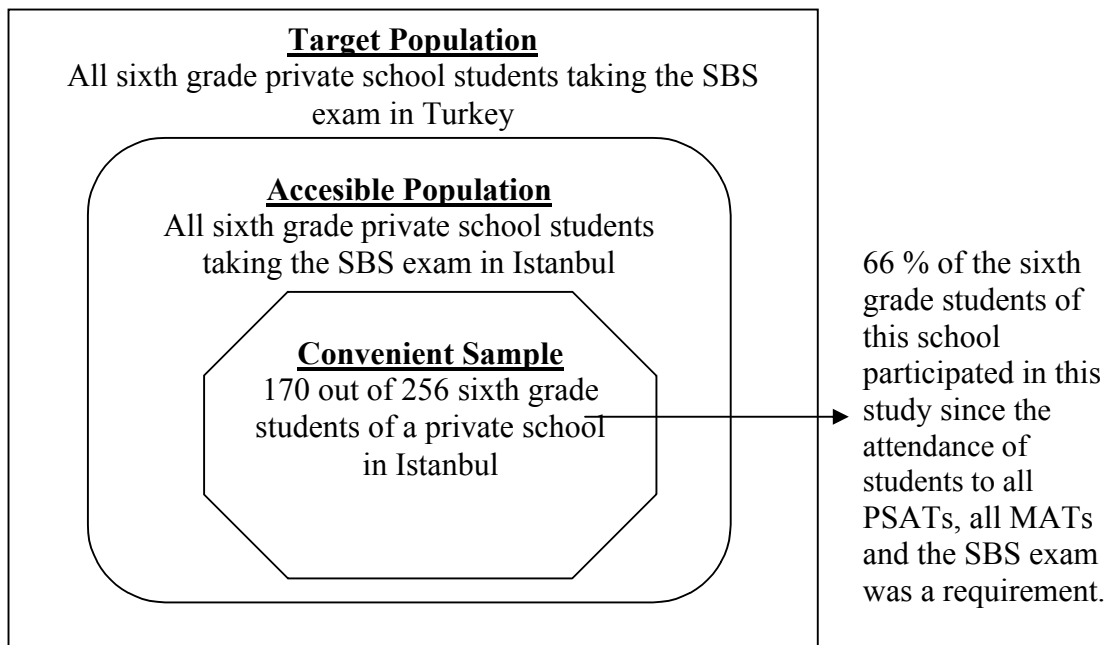 Target Population
All sixth grade private school students taking the SBS
exam in Turkey
Accesible Population
All sixth grade private school students
taking the SBS exam in Istanbul
Convenient Sample
170 out of 256 sixth grade
students of a private school
in Istanbul
66 % of the sixth
grade students of
this school
participated in this
study since the
attendance of
students to all
PSATs, all MATs
and the SBS exam
was a requirement.